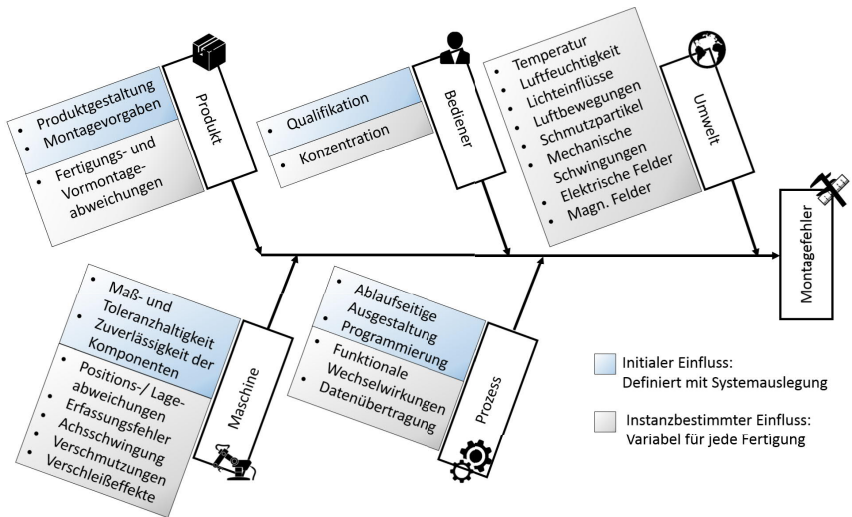 Produktgestaltung
Montagevorgaben
Fertigungs- und
Vormontage-
abweichungen
Produkt
Qualifikation
Konzentration
Bediener
Temperatur
Luftfeuchtigkeit
Lichteinflüsse
Luftbewegungen
Schmutzpartikel
Mechanische
Schwingungen
Elektrische Felder
Magn. Felder
Umwelt
Montagefehler
Maß- und
Toleranzhaltigkeit
Zuverlässigkeit der
Komponenten
Positions-/ Lage-
abweichungen
Erfassungsfehler
Achsschwingung
Verschmutzungen
Verschleißeffekte
Maschine
Ablaufseitige
Ausgestaltung
Programmierung
Funktionale
Wechselwirkungen
Datenübertragung
Prozess
Initialer Einfluss:
Definiert mit Systemauslegung
Instanzbestimmter Einfluss:
Variabel für jede Fertigung